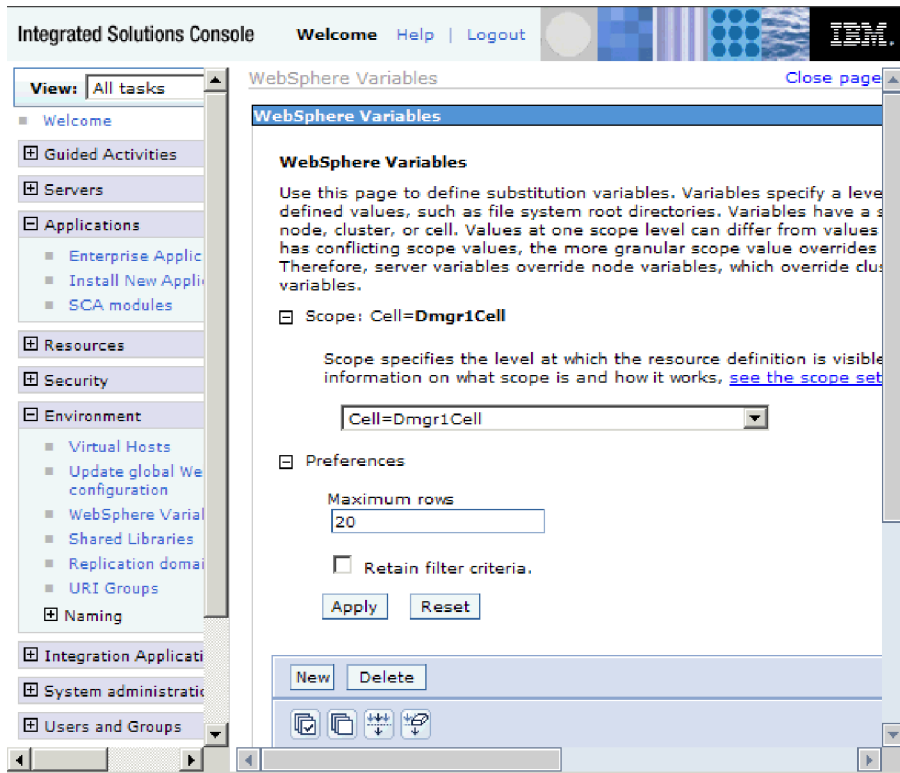 Integrated Solutions Console Welcome Help | Logout IBM.
View: All tasks
Welcome
Guided Activities
Servers
Applications
Enterprise Applic
Install New Appli
SCA modules
Resources
Security
Environment
Virtual Hosts
Update global We
configuration
WebSphere Varial
Shared Libraries
Replication domai
URI Groups
Naming
Integration Applicati
System administratic
Users and Groups
WebSphere Variables Close page
WebSphere Variables
WebSphere Variables
Use this page to define substitution variables. Variables specify a leve
defined values, such as file system root directories. Variables have a s
node, cluster, or cell. Values at one scope level can differ from values
has conflicting scope values, the more granular scope value overrides
Therefore, server variables override node variables, which override clus
variables.
Scope: Cell=Dmgr1Cell
Scope specifies the level at which the resource definition is visible
information on what scope is and how it works, see the scope set
Cell=Dmgr1Cell
Preferences
Maximum rows
20
Retain filter criteria.
Apply Reset
New Delete